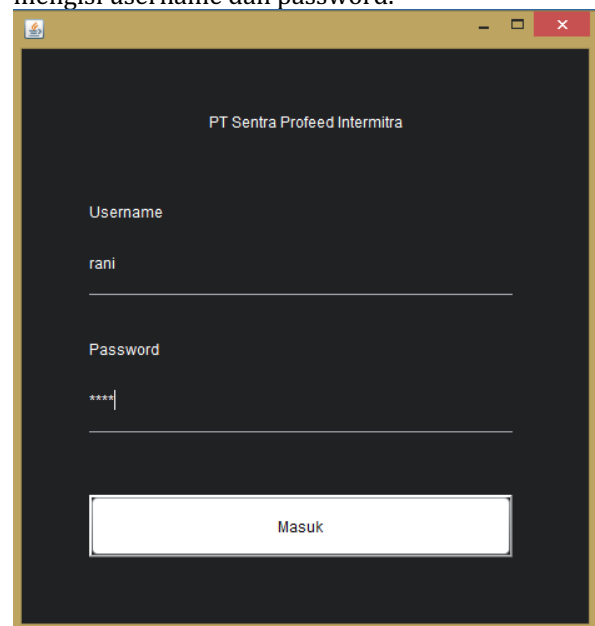 mengisi username dan password.
PT Sentra Profeed Intermitra
Username
rani
Password
****
Masuk